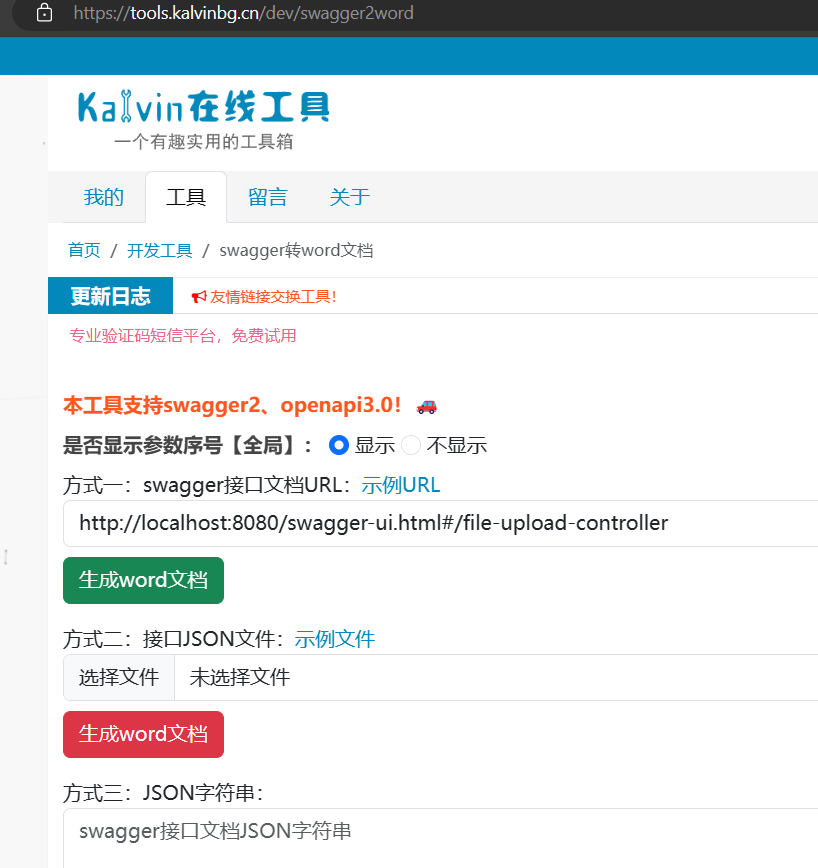 https://tools.kalvinbg.cn/dev/swagger2word
Kalvin在线工具
一个有趣实用的工具箱
我的 工具 留言 关于
首页 / 开发工具 / swagger转word文档
更新日志 友情链接交换工具！
专业验证码短信平台，免费试用
本工具支持swagger2、openapi3.0！
是否显示参数序号【全局】： 显示 不显示
方式一：swagger接口文档URL：示例URL
http://localhost:8080/swagger-ui.html#/file-upload-controller
生成word文档
方式二：接口JSON文件：示例文件
选择文件 未选择文件
生成word文档
方式三：JSON字符串：
swagger接口文档JSON字符串